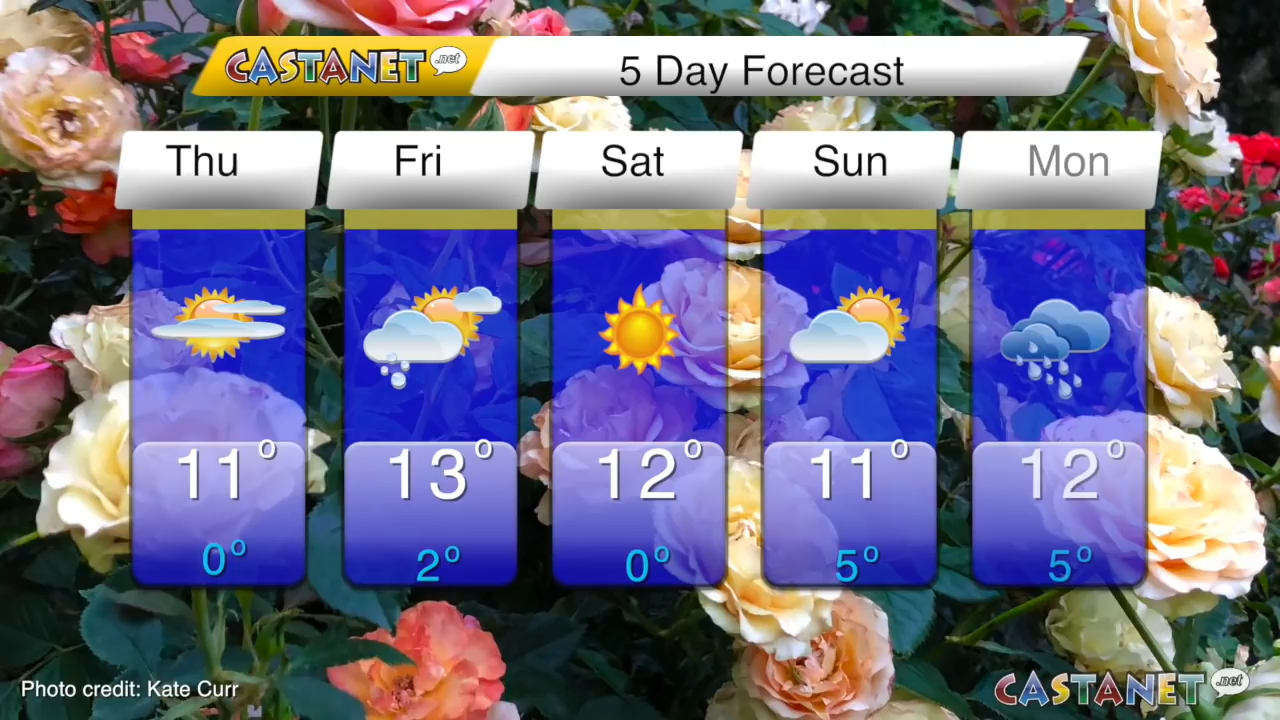 CASTANET .net
5 Day Forecast
Thu Fri Sat Sun Mon
11° 13° 12° 11° 12°
0° 2° 0° 5° 5°
Photo credit: Kate Curr
CASTANET .net